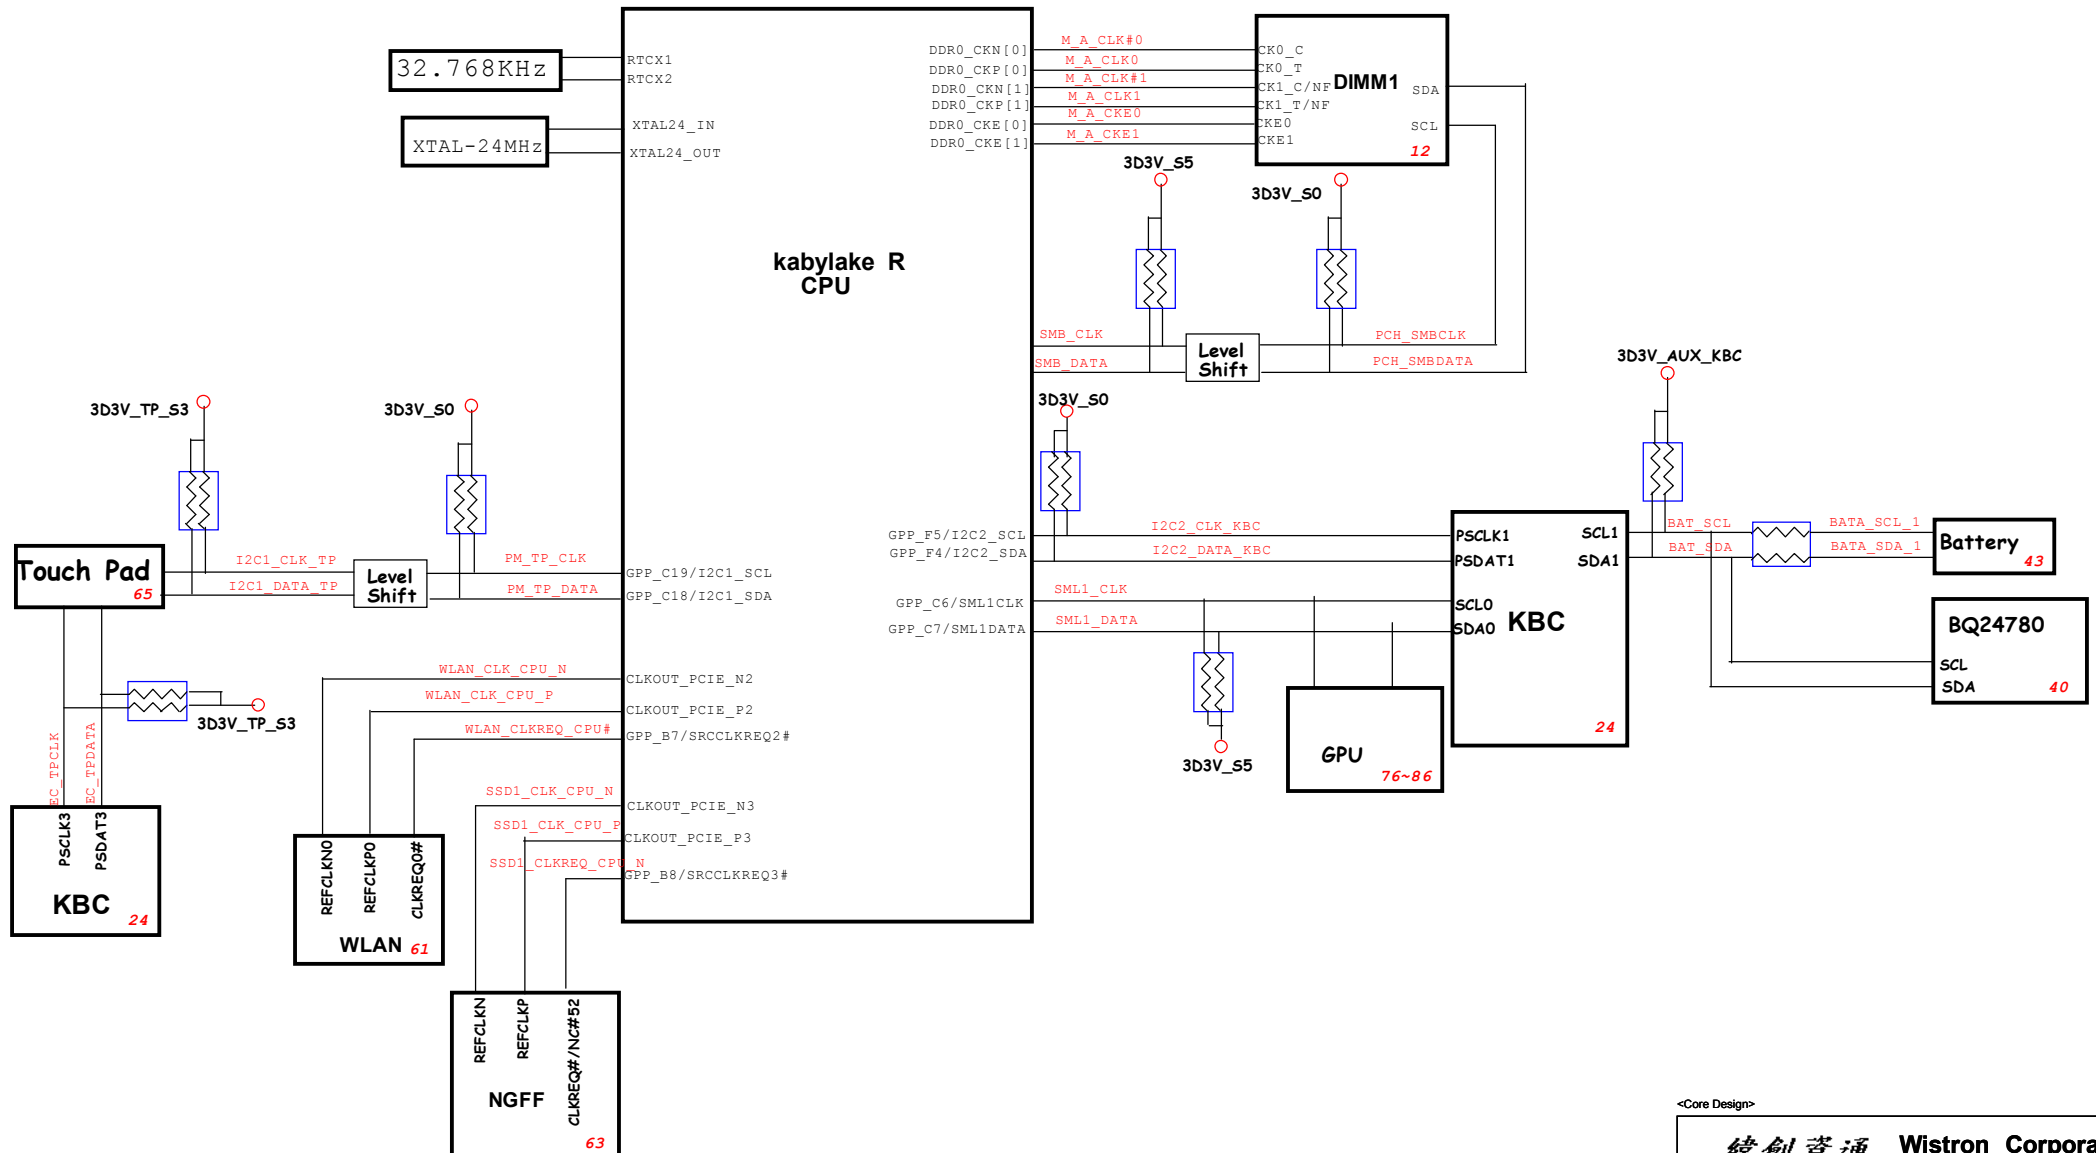 32.768KHz
RTCX1
RTCX2
XTAL-24MHz
XTAL24_IN
XTAL24_OUT
kabylake R
CPU
DDR0_CKN[0]
DDR0_CKP[0]
DDR0_CKN[1]
DDR0_CKP[1]
DDR0_CKE[0]
DDR0_CKE[1]
M_A_CLK#0
M_A_CLK0
M_A_CLK#1
M_A_CLK1
M_A_CKE0
M_A_CKE1
CK0_C
CK0_T
CK1_C/NF
CK1_T/NF
CKE0
CKE1
DIMM1
SDA
SCL
12
3D3V_S5
3D3V_S0
SMB_CLK
SMB_DATA
Level
Shift
PCH_SMBCLK
PCH_SMBDATA
3D3V_S0
3D3V_AUX_KBC
3D3V_TP_S3
3D3V_S0
Touch Pad
65
I2C1_CLK_TP
I2C1_DATA_TP
Level
Shift
PM_TP_CLK
PM_TP_DATA
GPP_C19/I2C1_SCL
GPP_C18/I2C1_SDA
GPP_F5/I2C2_SCL
GPP_F4/I2C2_SDA
I2C2_CLK_KBC
I2C2_DATA_KBC
GPP_C6/SML1CLK
GPP_C7/SML1DATA
SML1_CLK
SML1_DATA
PSCLK1
PSDAT1
SCL0
SDA0
KBC
SCL1
SDA1
24
BAT_SCL
BAT_SDA
BATA_SCL_1
BATA_SDA_1
Battery
43
BQ24780
SCL
SDA
40
3D3V_S5
GPU
76~86
3D3V_TP_S3
EC_TPCLK
EC_TPDATA
PSCLK3
PSDAT3
KBC
24
WLAN_CLK_CPU_N
WLAN_CLK_CPU_P
WLAN_CLKREQ_CPU#
CLKOUT_PCIE_N2
CLKOUT_PCIE_P2
GPP_B7/SRCCLKREQ2#
REFCLKN0
REFCLKP0
CLKREQ0#
WLAN
61
SSD1_CLK_CPU_N
SSD1_CLK_CPU_P
SSD1_CLKREQ_CPU_N
CLKOUT_PCIE_N3
CLKOUT_PCIE_P3
GPP_B8/SRCCLKREQ3#
REFCLKN
REFCLKP
CLKREQ#/NC#52
NGFF
63
<Core Design>
緯創資通 Wistron Corpora